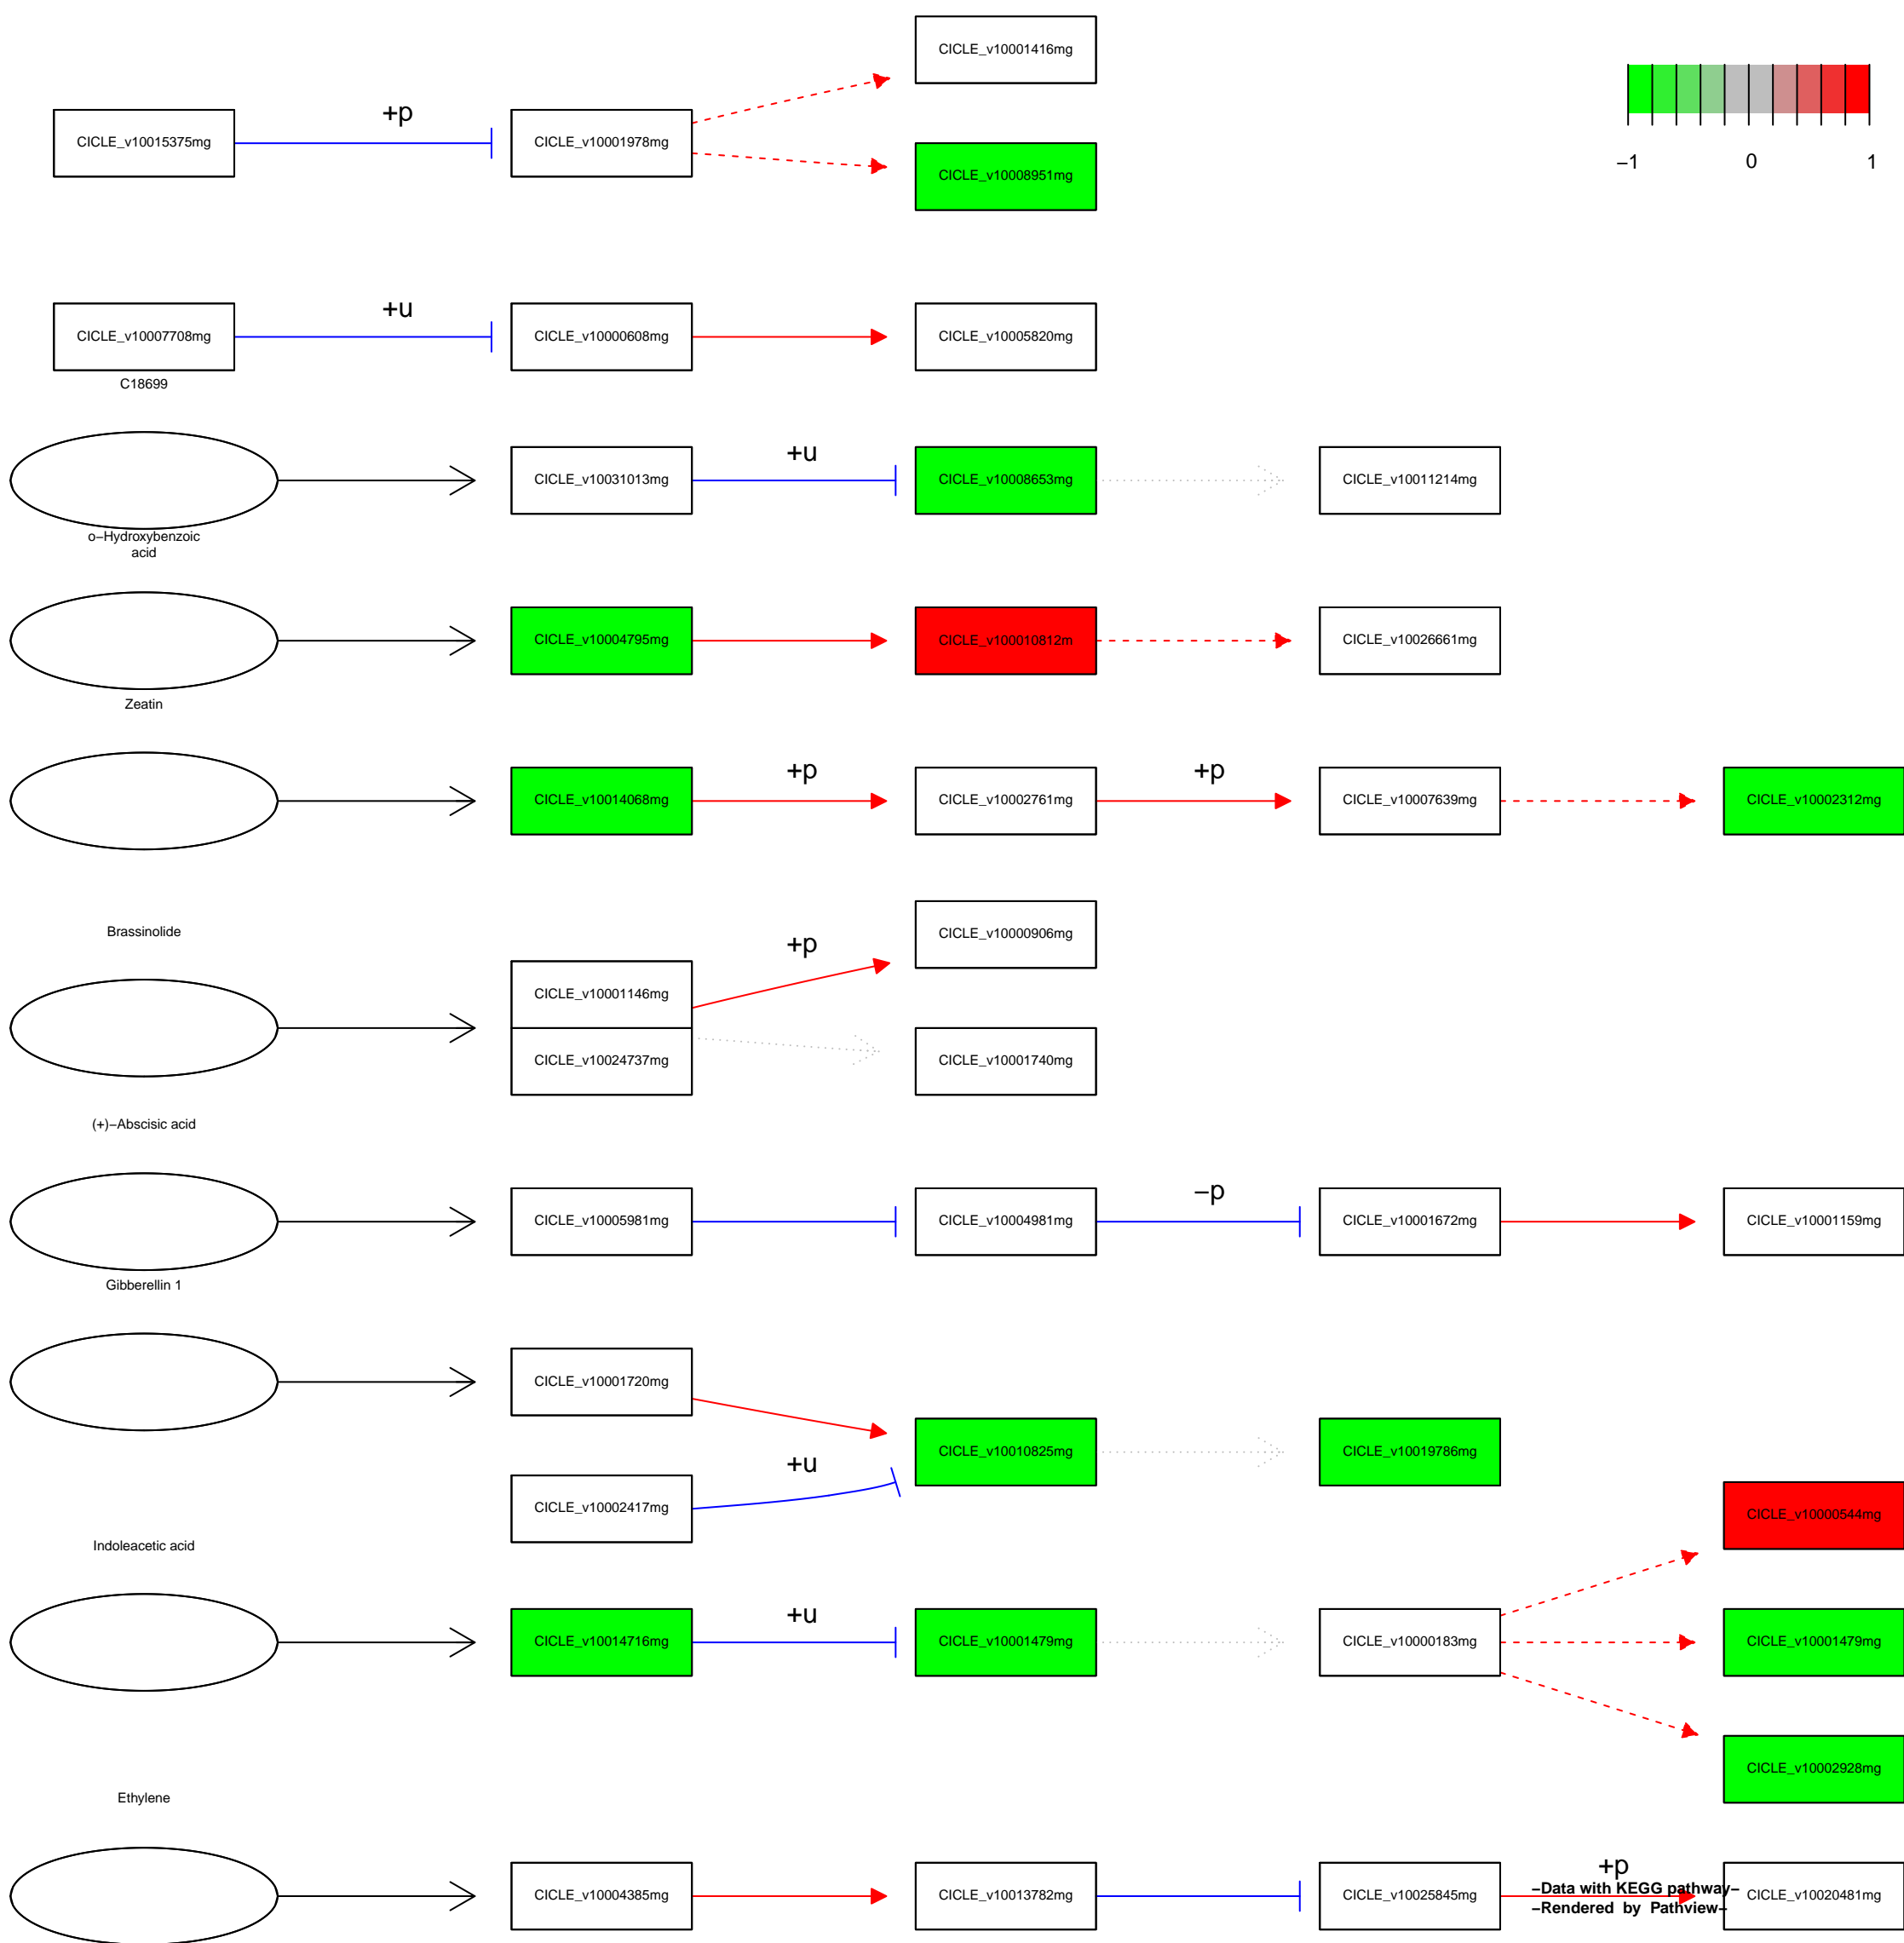 CICLE_v10001416mg
+p
CICLE_v10015375mg
CICLE_v10001978mg
−1 0 1
CICLE_v10008951mg
+u
CICLE_v10007708mg
CICLE_v10000608mg
CICLE_v10005820mg
C18699
+u
CICLE_v10031013mg
CICLE_v10008653mg
CICLE_v10011214mg
o−Hydroxybenzoic
acid
CICLE_v10004795mg
CICLE_v100010812m
CICLE_v10026661mg
Zeatin
+p
+p
CICLE_v10014068mg
CICLE_v10002761mg
CICLE_v10007639mg
CICLE_v10002312mg
Brassinolide
CICLE_v10000906mg
+p
CICLE_v10001146mg
CICLE_v10024737mg
CICLE_v10001740mg
(+)−Abscisic acid
−p
CICLE_v10005981mg
CICLE_v10004981mg
CICLE_v10001672mg
CICLE_v10001159mg
Gibberellin 1
CICLE_v10001720mg
CICLE_v10010825mg
CICLE_v10019786mg
+u
CICLE_v10002417mg
CICLE_v10000544mg
Indoleacetic acid
+u
CICLE_v10014716mg
CICLE_v10001479mg
CICLE_v10000183mg
CICLE_v10001479mg
CICLE_v10002928mg
Ethylene
+p
CICLE_v10004385mg
CICLE_v10013782mg
CICLE_v10025845mg
−Data with KEGG pathway−
−Rendered by Pathview−
CICLE_v10020481mg